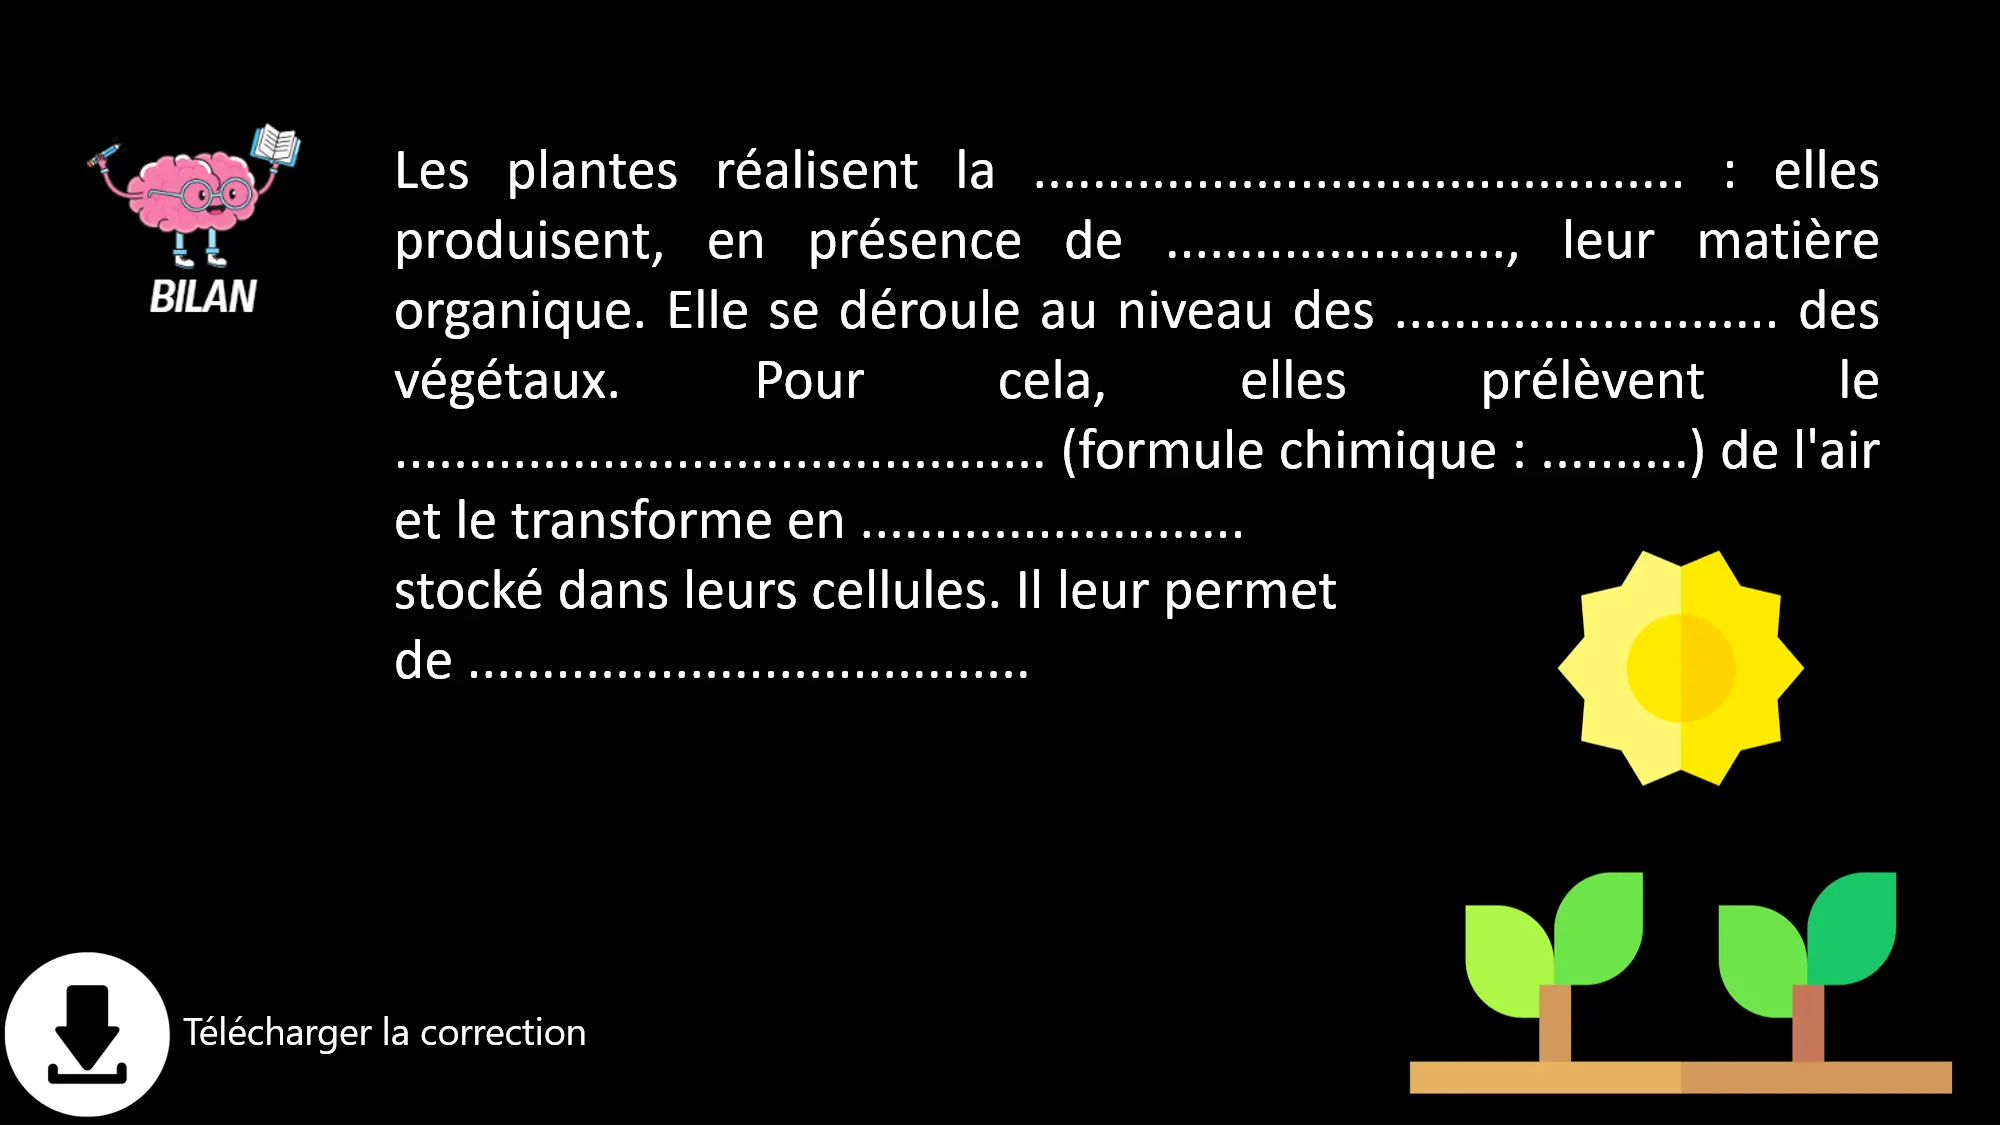 BILAN
Les plantes réalisent la ............................................ : elles
produisent, en présence de ......................., leur matière
organique. Elle se déroule au niveau des .......................... des
végétaux. Pour cela, elles prélèvent le
............................................ (formule chimique : ..........) de l'air
et le transforme en ..........................
stocké dans leurs cellules. Il leur permet
de ......................................
Télécharger la correction